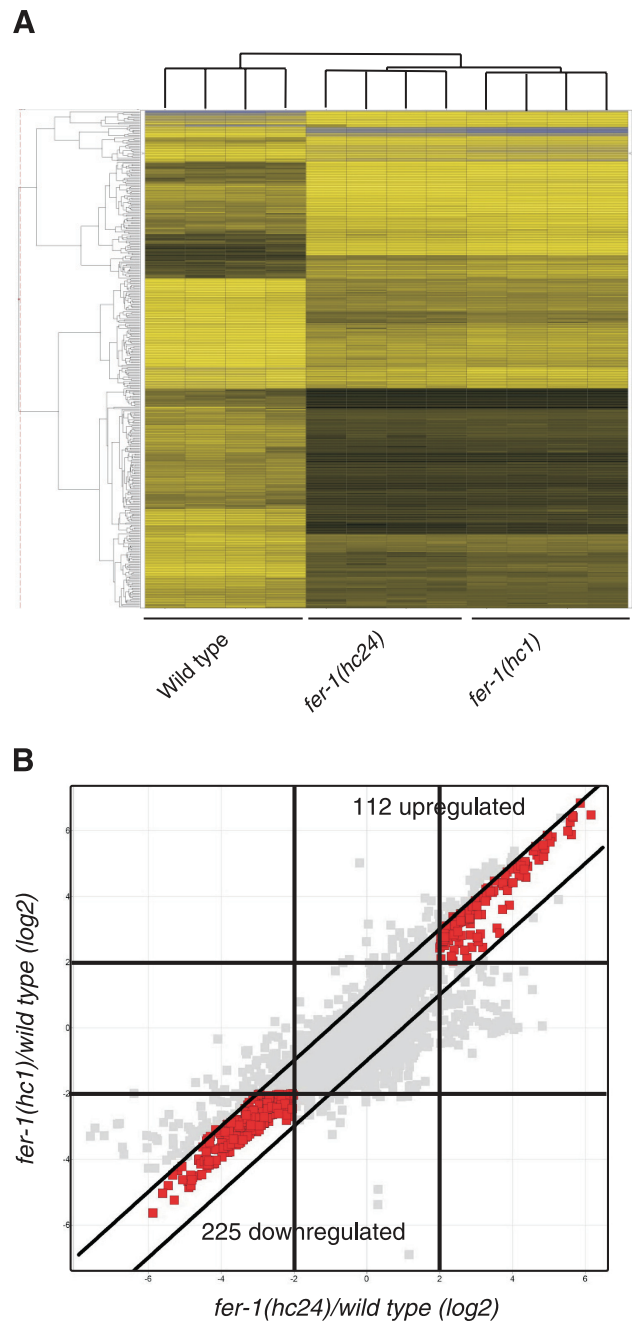 A
Wild type
fer-1(hc24)
fer-1(hc1)
B
112 upregulated
225 downregulated
6
4
2
0
-2
-4
-6
-6
-4
-2
0
2
4
6
fer-1(hc1)/wild type (log2)
fer-1(hc24)/wild type (log2)